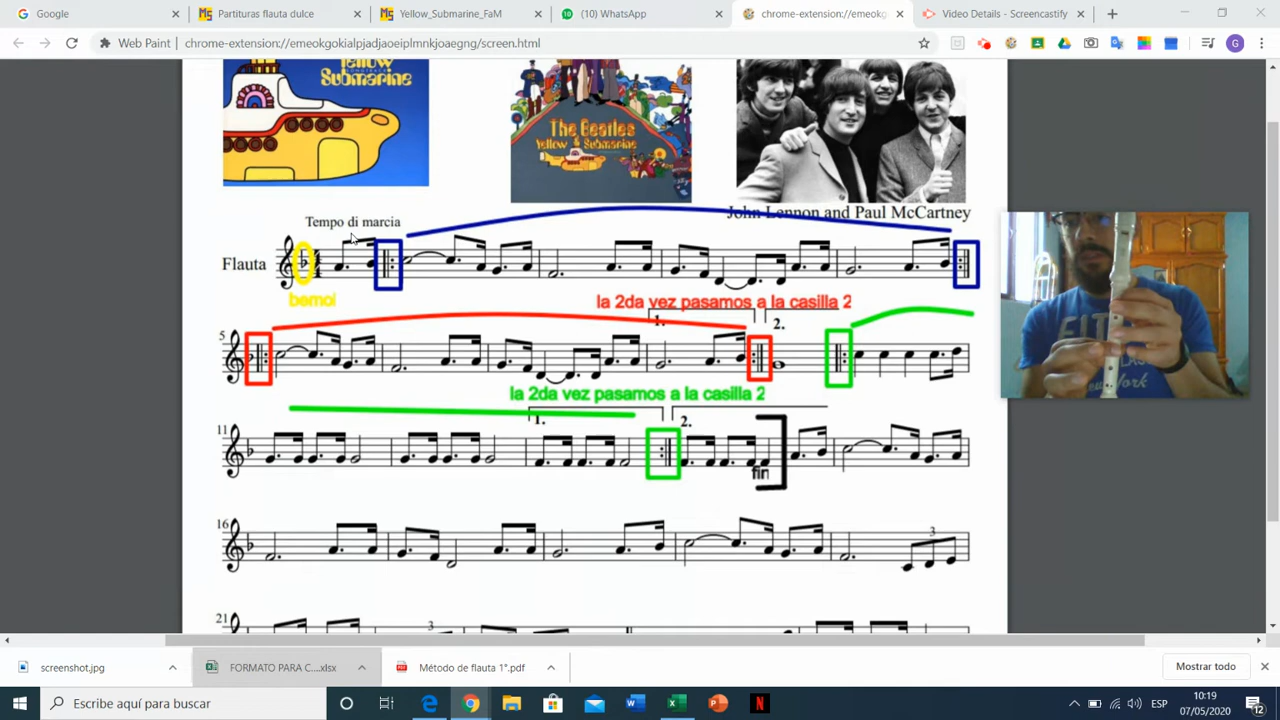 Google
Partituras flauta dulce
Yellow_Submarine_FaM
(10) WhatsApp
chrome-extension://emeokg
Video Details - Screencastify
Web Paint
chrome-extension://emeokgokialpjadjaoeiplmnkjoaegng/screen.html
Yellow
Submarine
The Beatles
Yellow Submarine
John Lennon and Paul McCartney
Tempo di marcia
Flauta
bemol
la 2da vez pasamos a la casilla 2
5
1.
2.
la 2da vez pasamos a la casilla 2
11
1.
2.
fin
16
3
21
3
screenshot.jpg
FORMATO PARA C....xlsx
Método de flauta 1°.pdf
Mostrar todo
Escribe aquí para buscar
ESP
10:19
07/05/2020
12